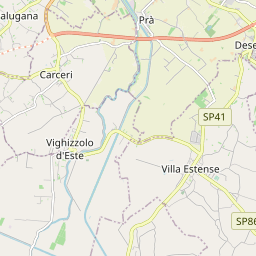 alugana
Prà
Dese
Carceri
SP41
Vighizzolo
d'Este
Villa Estense
SP86